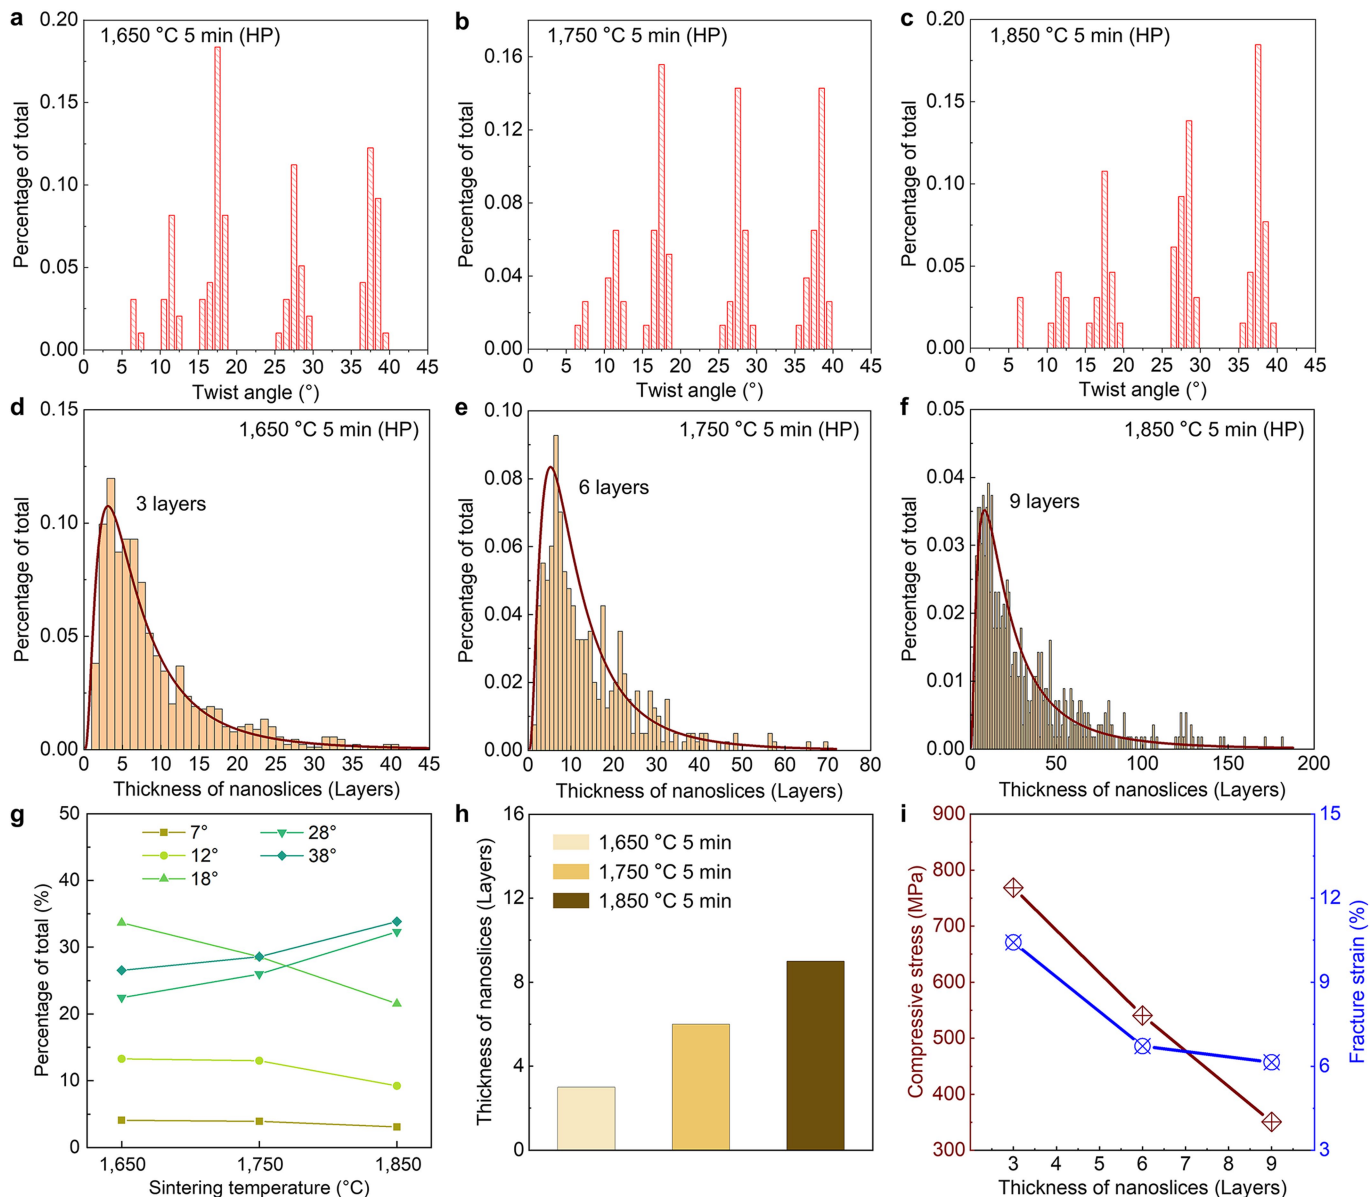 a
1,650 °C 5 min (HP)
Percentage of total
0.20
0.15
0.10
0.05
0.00
0 5 10 15 20 25 30 35 40 45
Twist angle (°)
b
1,750 °C 5 min (HP)
Percentage of total
0.16
0.12
0.08
0.04
0.00
0 5 10 15 20 25 30 35 40 45
Twist angle (°)
c
1,850 °C 5 min (HP)
Percentage of total
0.20
0.15
0.10
0.05
0.00
0 5 10 15 20 25 30 35 40 45
Twist angle (°)
d
1,650 °C 5 min (HP)
3 layers
Percentage of total
0.15
0.10
0.05
0.00
0 5 10 15 20 25 30 35 40 45
Thickness of nanoslices (Layers)
e
1,750 °C 5 min (HP)
6 layers
Percentage of total
0.10
0.08
0.06
0.04
0.02
0.00
0 10 20 30 40 50 60 70 80
Thickness of nanoslices (Layers)
f
1,850 °C 5 min (HP)
9 layers
Percentage of total
0.05
0.04
0.03
0.02
0.01
0.00
0 50 100 150 200
Thickness of nanoslices (Layers)
g
7° 28°
12° 38°
18°
Percentage of total (%)
50
40
30
20
10
0
1,650 1,750 1,850
Sintering temperature (°C)
h
1,650 °C 5 min
1,750 °C 5 min
1,850 °C 5 min
Thickness of nanoslices (Layers)
16
12
8
4
0
i
Compressive stress (MPa)
900
800
700
600
500
400
300
15
12
9
6
3
Fracture strain (%)
3 4 5 6 7 8 9
Thickness of nanoslices (Layers)